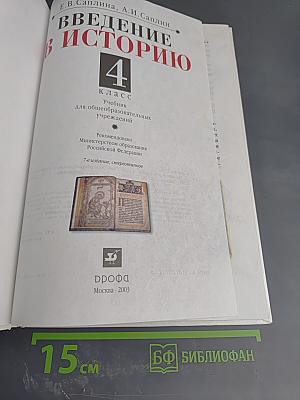 Е.В.Саплина, А.И.Саплин
ВВЕДЕНИЕ
В ИСТОРИЮ
4
класс
Учебник
для общеобразовательных
учреждений
Рекомендовано
Министерством образования
Российской Федерации
7-е издание, стереотипное
дрофа
Москва · 2003
15 см
БФ БИБЛИОФАН